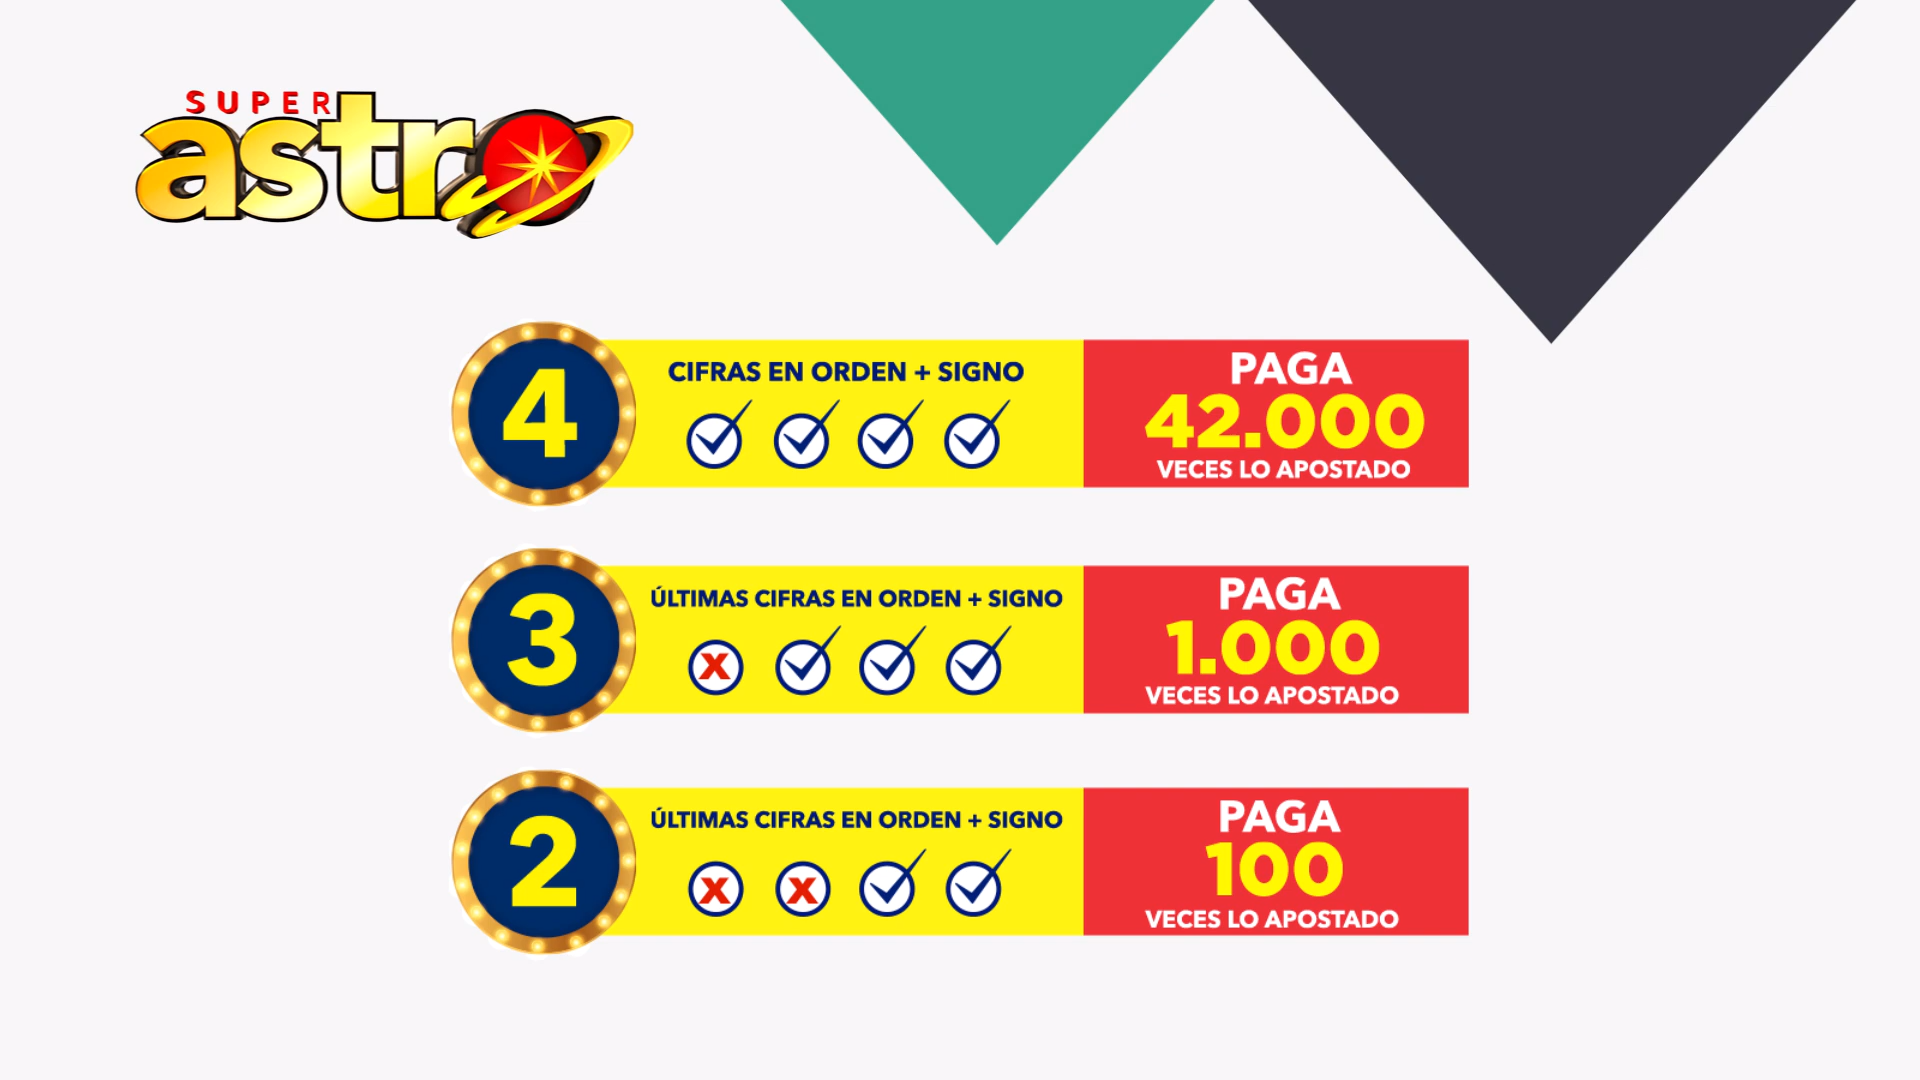 SUPER
astro
4
CIFRAS EN ORDEN + SIGNO
PAGA
42.000
VECES LO APOSTADO
3
ÚLTIMAS CIFRAS EN ORDEN + SIGNO
X
PAGA
1.000
VECES LO APOSTADO
2
ÚLTIMAS CIFRAS EN ORDEN + SIGNO
X X
PAGA
100
VECES LO APOSTADO